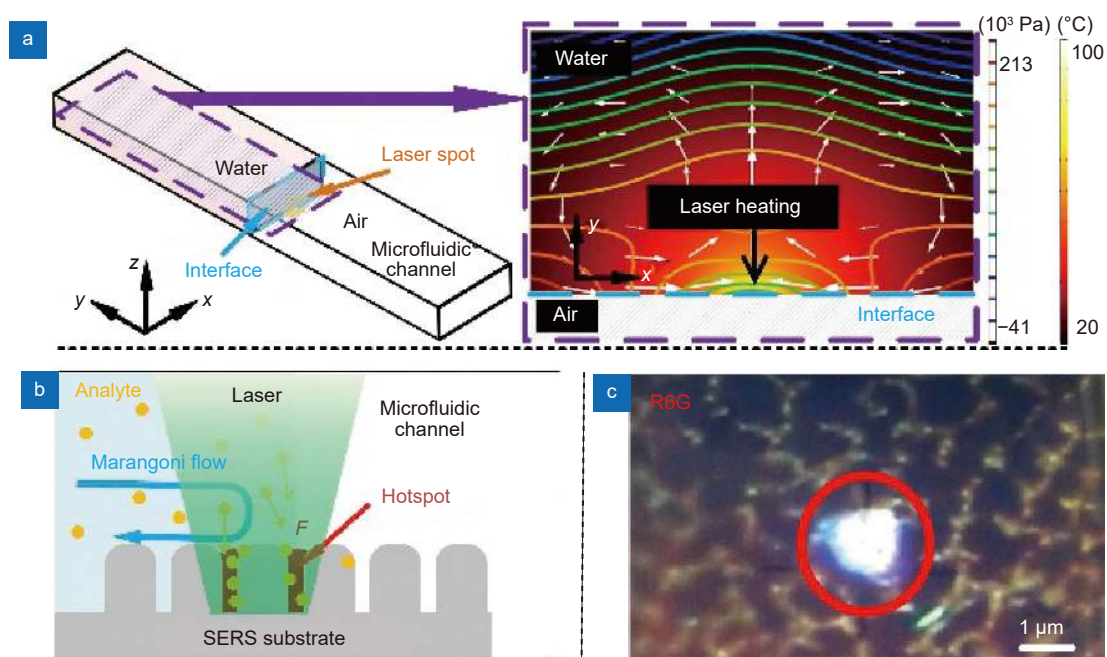 a
Water
Laser spot
Air
Microfluidic
channel
Interface
z
y
x
Water
Laser heating
y
x
Air
Interface
(10³ Pa) (°C)
213
100
−41
20
b
Analyte
Laser
Microfluidic
channel
Marangoni flow
Hotspot
F
SERS substrate
c
R6G
1 μm